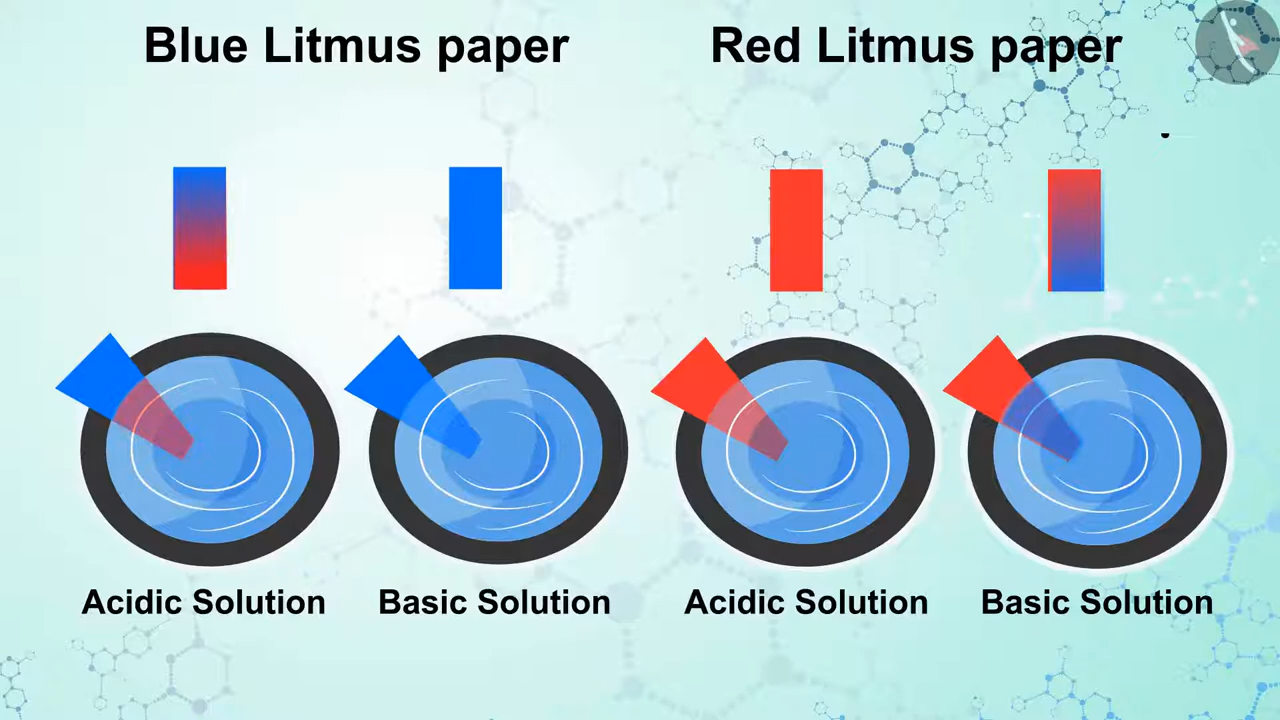 Blue Litmus paper
Red Litmus paper
Acidic Solution
Basic Solution
Acidic Solution
Basic Solution